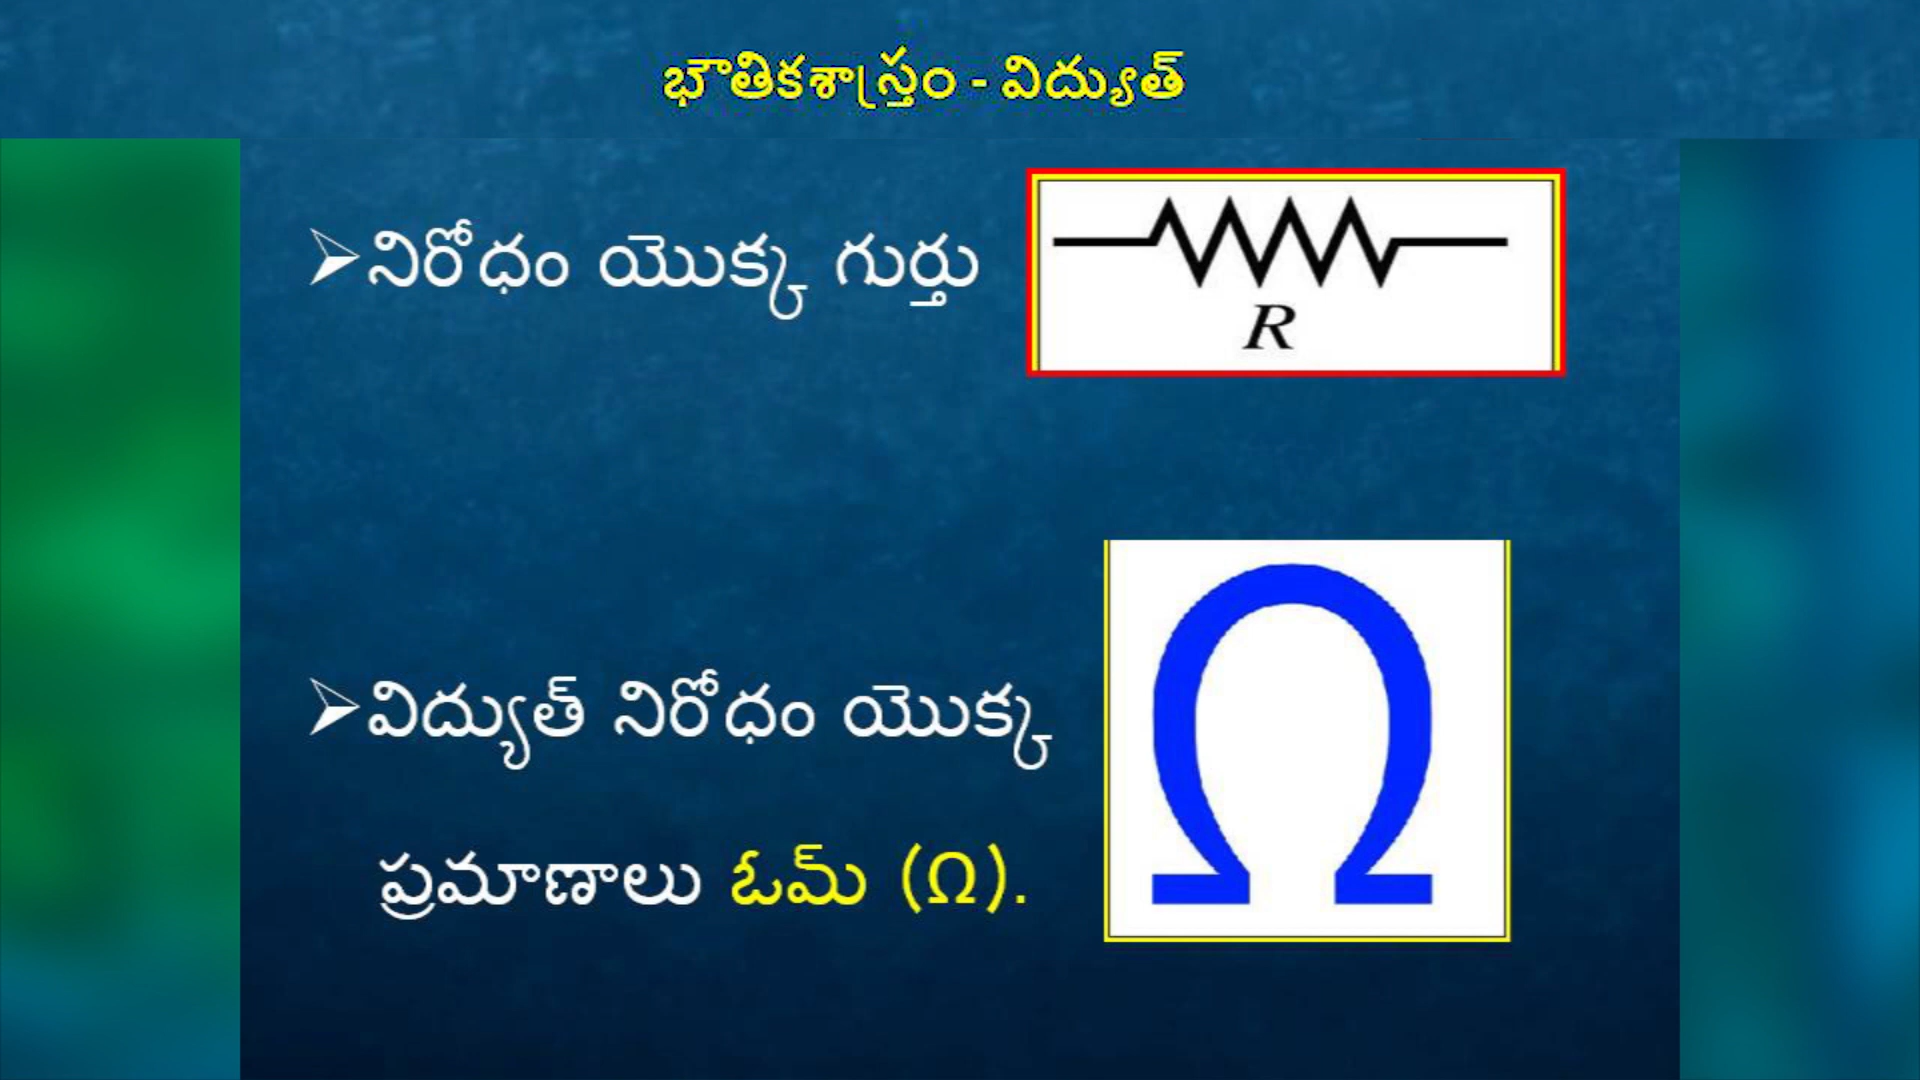 భౌతికశాస్త్రం - విద్యుత్
➢నిరోధం యొక్క గుర్తు
R
➢విద్యుత్ నిరోధం యొక్క
ప్రమాణాలు ఓమ్ (Ω).
Ω